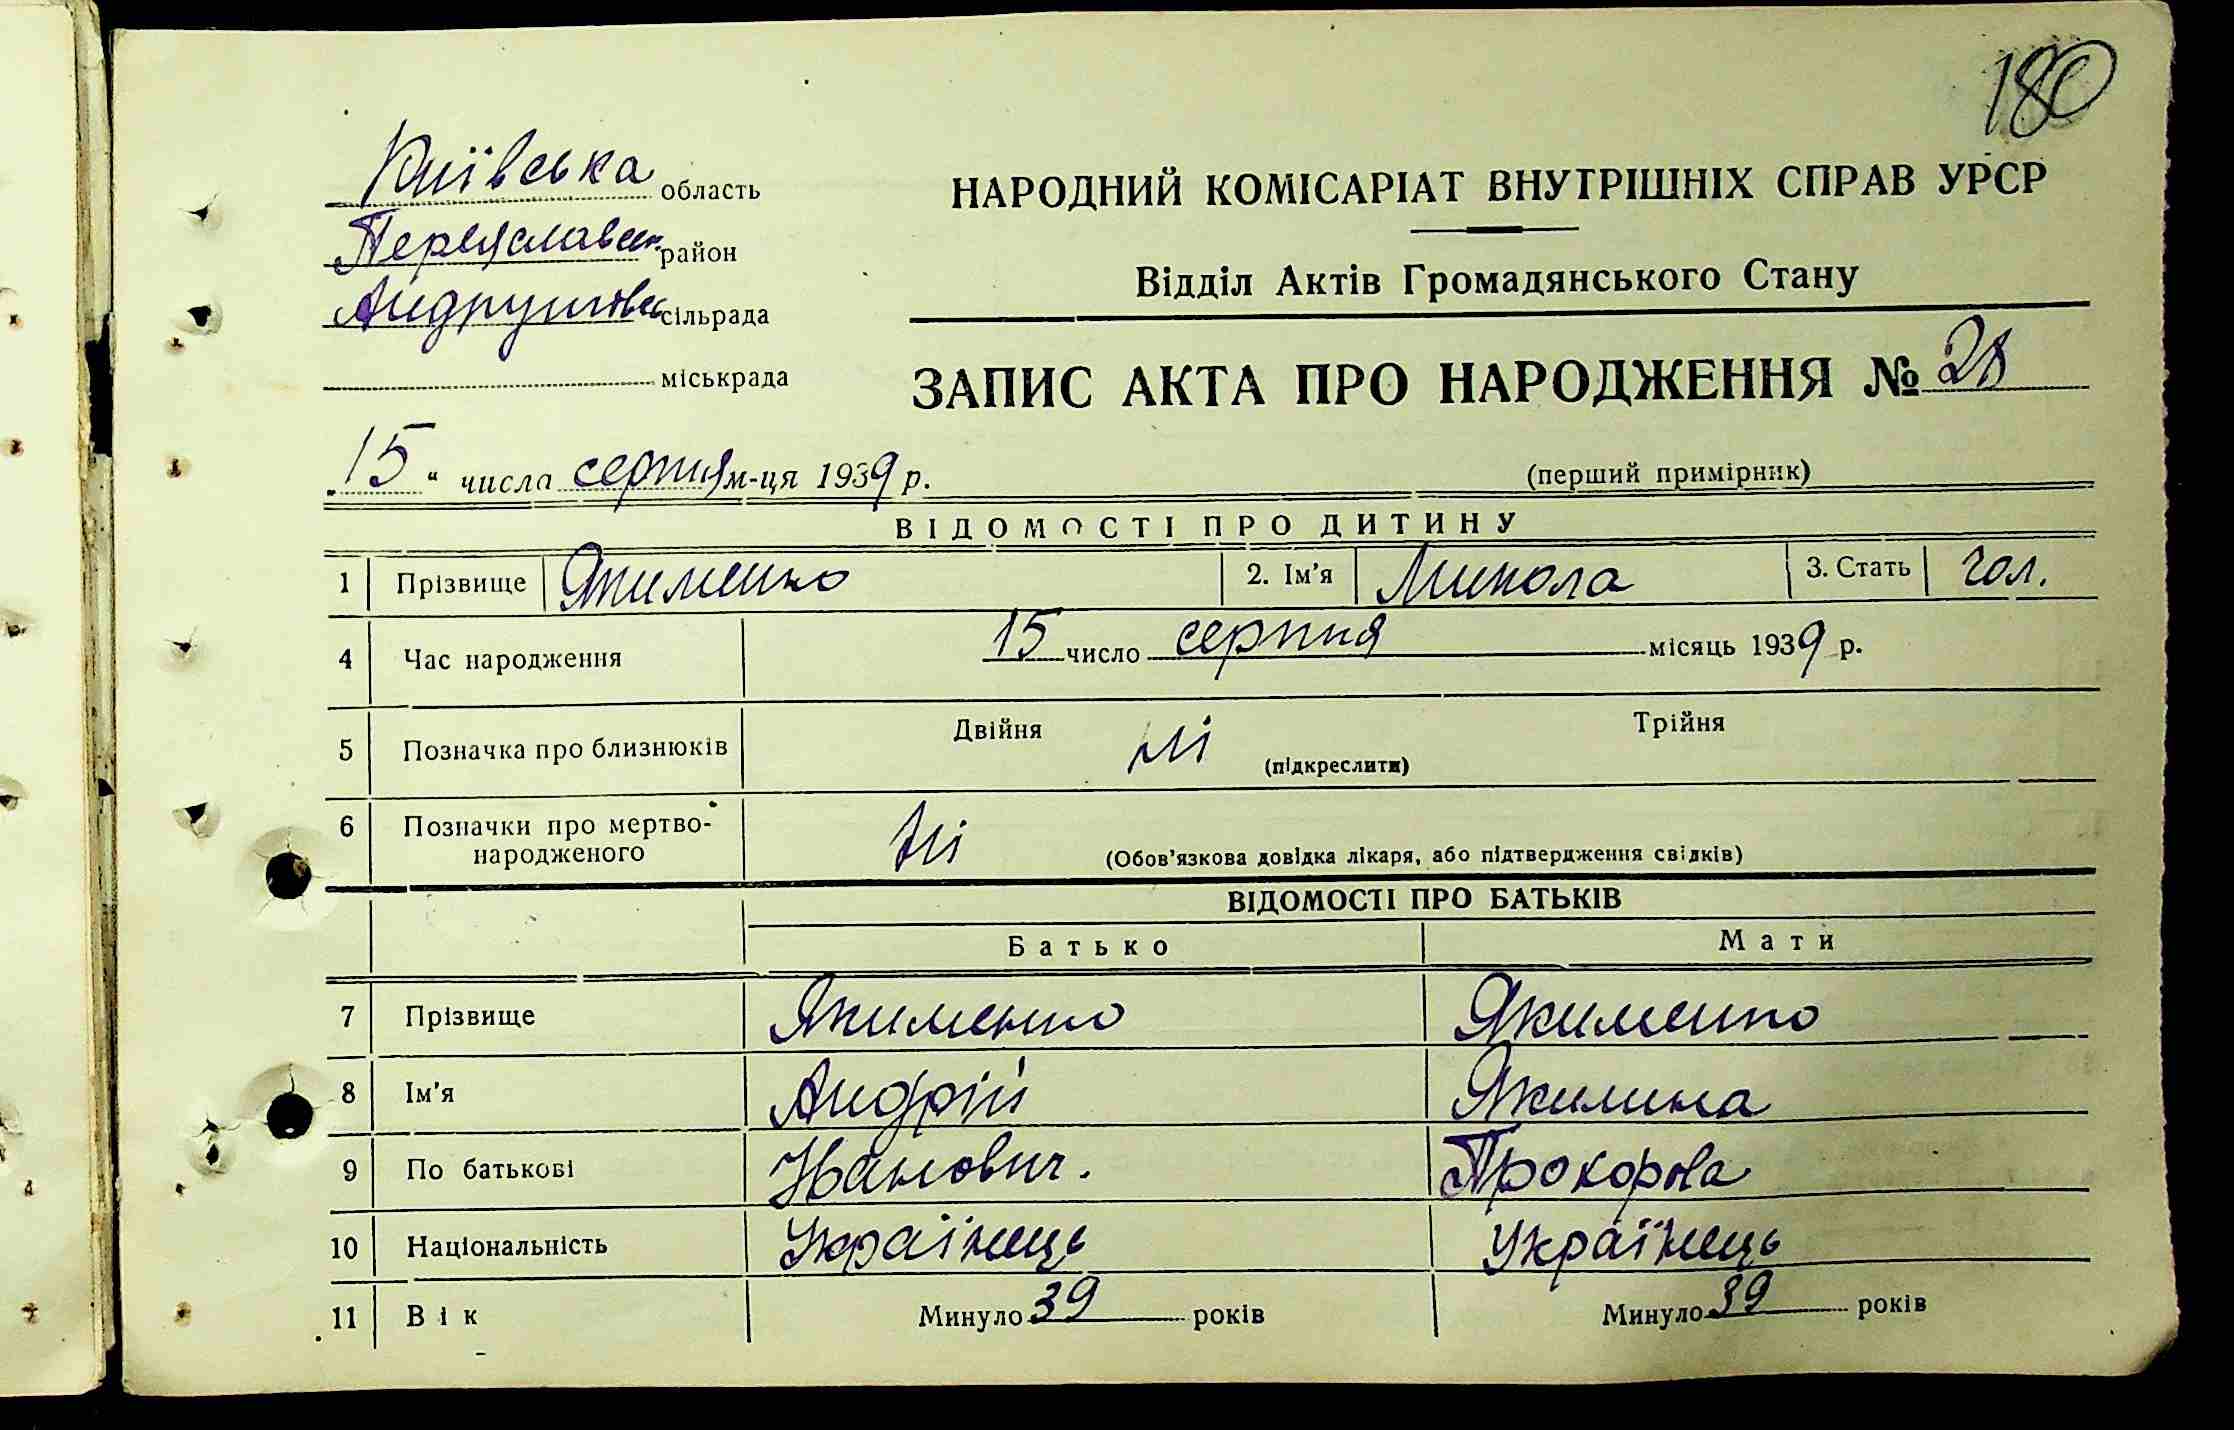 180
Київська область
Переяславськ. район
Андрушівс сільрада
міськрада
НАРОДНИЙ КОМІСАРІАТ ВНУТРІШНІХ СПРАВ УРСР
Відділ Актів Громадянського Стану
ЗАПИС АКТА ПРО НАРОДЖЕННЯ № 28
„15“ числа серпня м-ця 1939 р.
(перший примірник)
ВІДОМОСТІ ПРО ДИТИНУ
1 Прізвище Якименко 2. Ім'я Микола 3. Стать чол.
4 Час народження 15 число серпня місяць 1939 р.
5 Позначка про близнюків Двійня ні (підкреслити) Трійня
6 Позначки про мертво-
народженого ні (Обов'язкова довідка лікаря, або підтвердження свідків)
ВІДОМОСТІ ПРО БАТЬКІВ
Батько Мати
7 Прізвище Якименко Якименко
8 Ім'я Андрій Якилина
9 По батькові Іванович. Прохорова
10 Національність Українець Українець
11 Вік Минуло 39 років Минуло 39 років